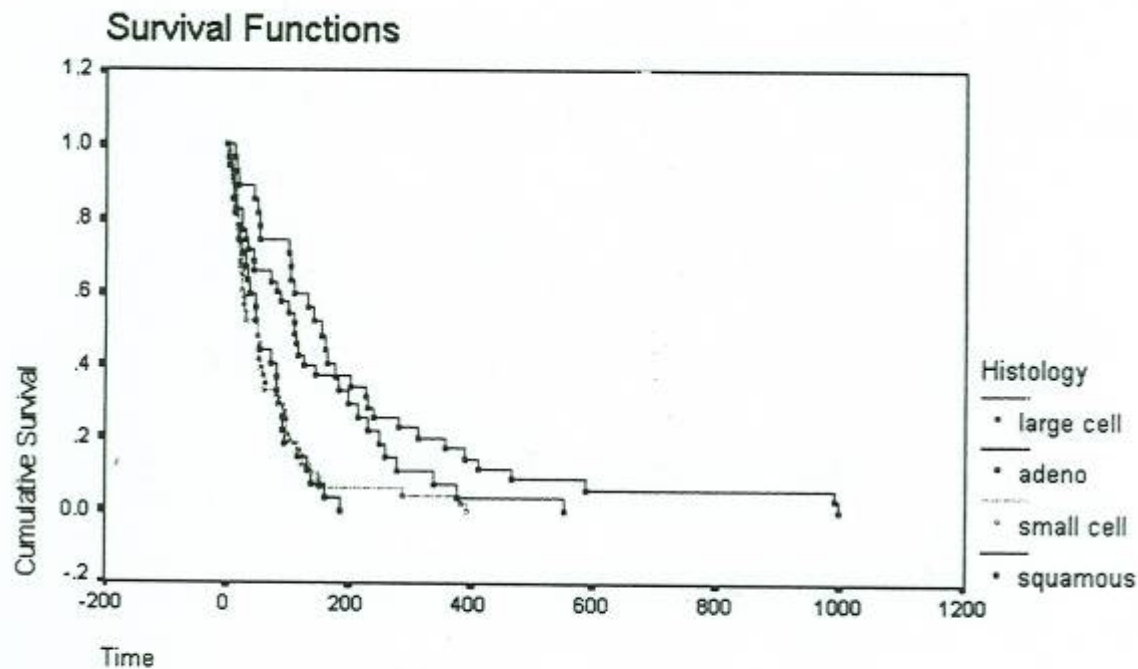 Survival Functions
1.2
1.0
.8
.6
.4
.2
0.0
-.2
Cumulative Survival
-200
0
200
400
600
800
1000
1200
Time
Histology
large cell
adeno
small cell
squamous